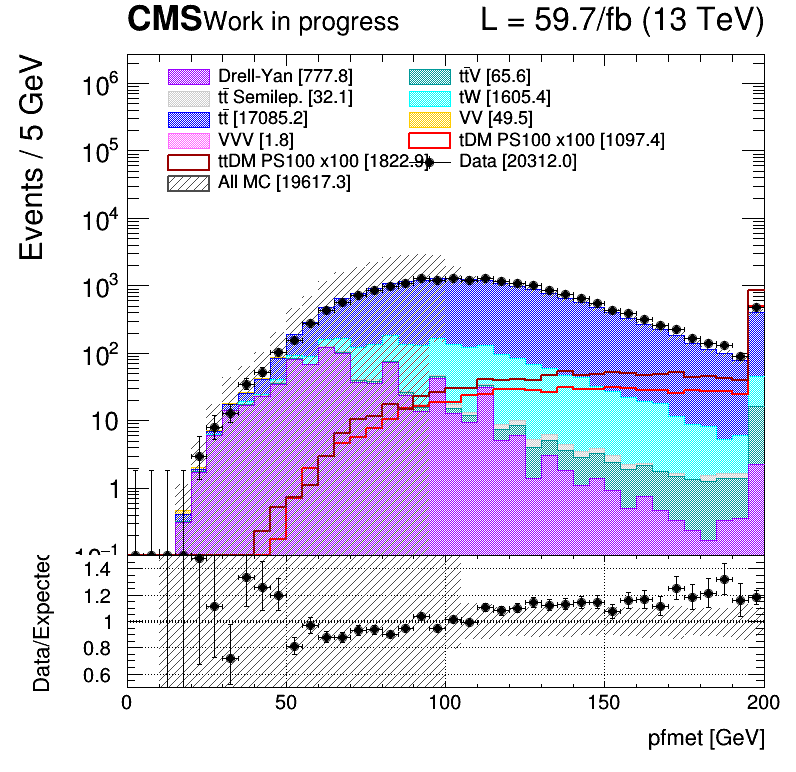 CMS Work in progress L = 59.7/fb (13 TeV)
Events / 5 GeV
Drell-Yan [777.8] tt̄V [65.6]
tt̄ Semilep. [32.1] tW [1605.4]
tt̄ [17085.2] VV [49.5]
VVV [1.8] tDM PS100 x100 [1097.4]
ttDM PS100 x100 [1822.9] Data [20312.0]
All MC [19617.3]
10⁶
10⁵
10⁴
10³
10²
10
1
10⁻¹
Data/Expected
1.4
1.2
1
0.8
0.6
0 50 100 150 200
pfmet [GeV]